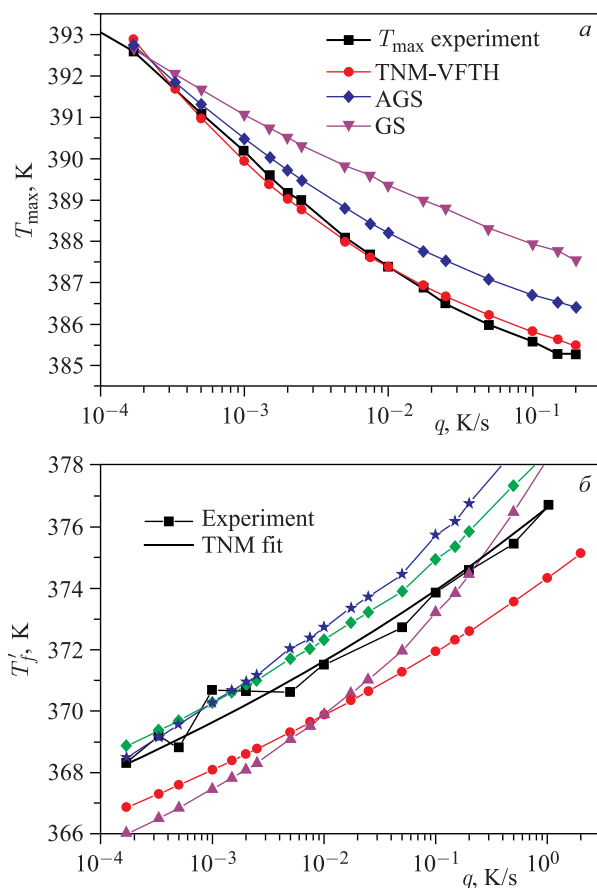 393
392
391
390
389
388
387
386
385
T_max, K
T_max experiment
TNM-VFTH
AGS
GS
a
10^–4
10^–3
10^–2
10^–1
q, K/s
378
376
374
372
370
368
366
T'_f, K
Experiment
TNM fit
б
10^–4
10^–3
10^–2
10^–1
10^0
q, K/s